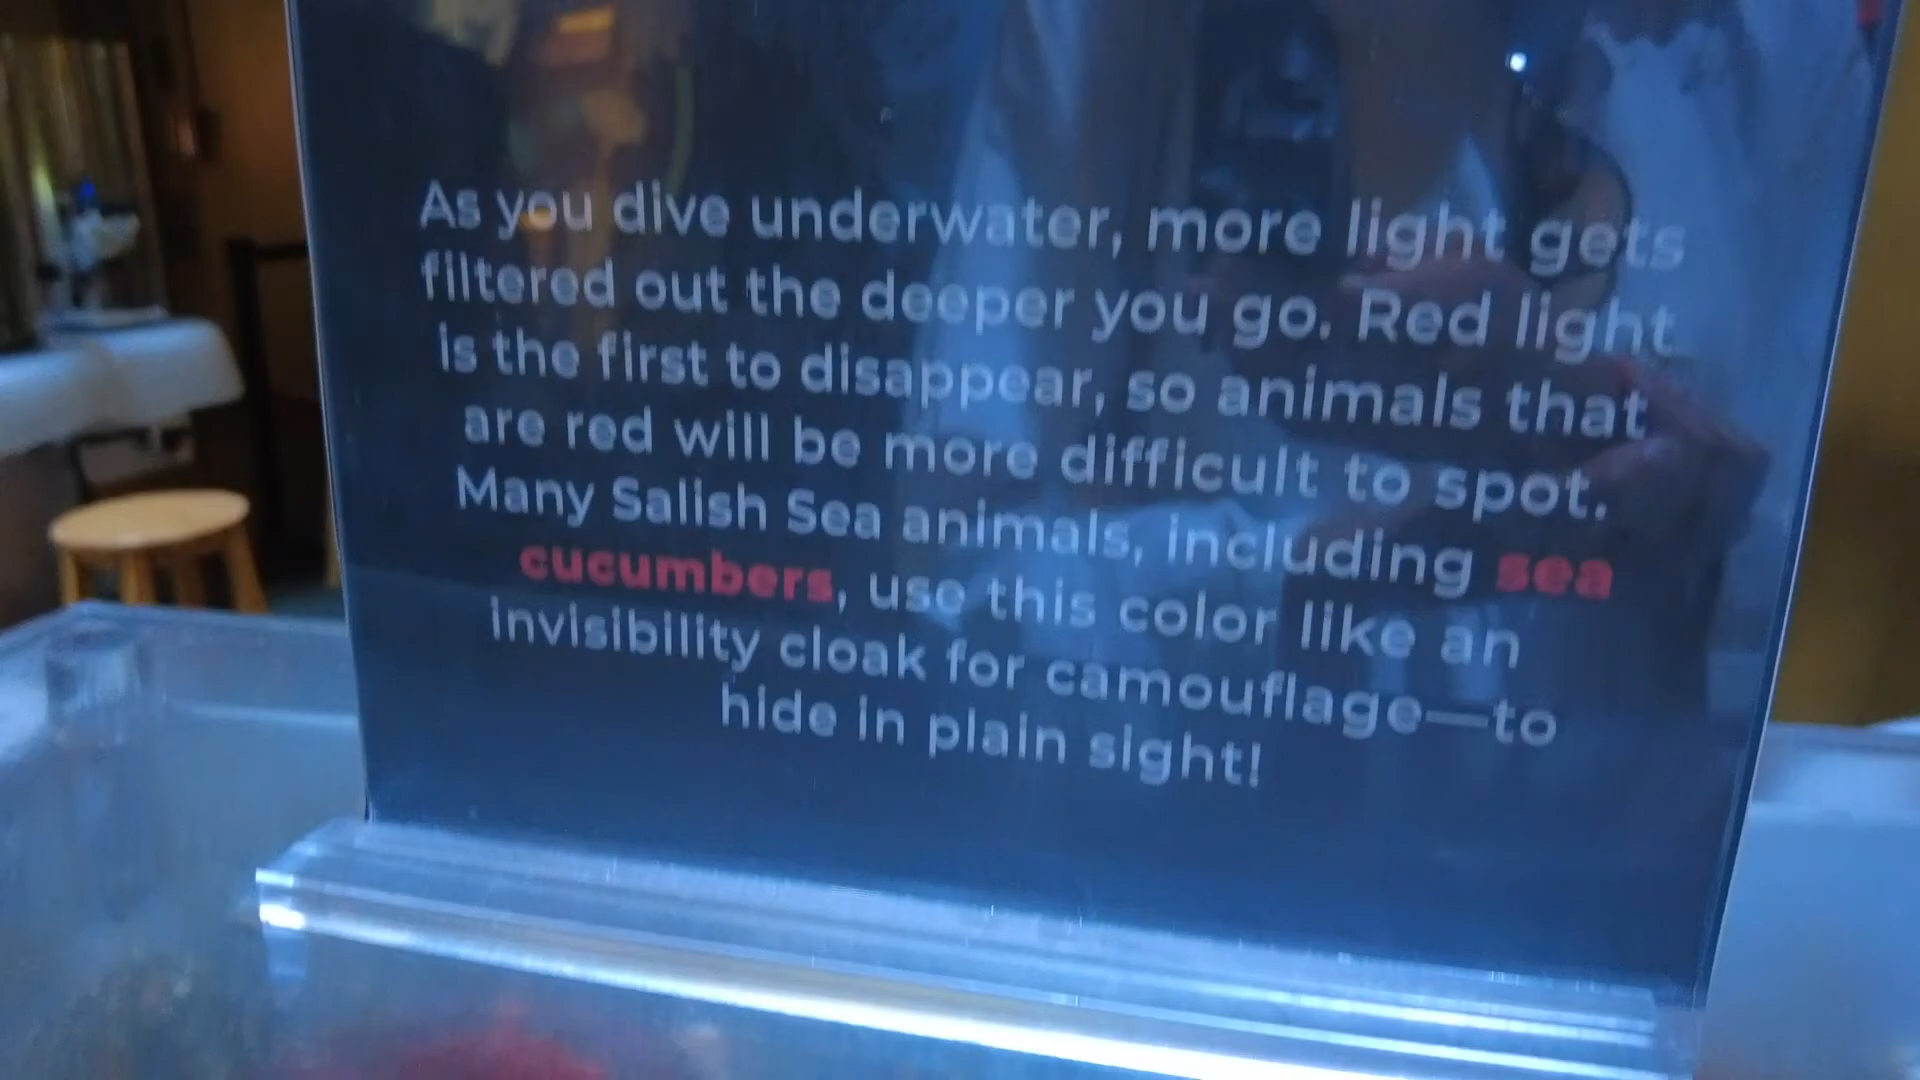 As you dive underwater, more light gets
filtered out the deeper you go. Red light
is the first to disappear, so animals that
are red will be more difficult to spot.
Many Salish Sea animals, including sea
cucumbers, use this color like an
invisibility cloak for camouflage—to
hide in plain sight!